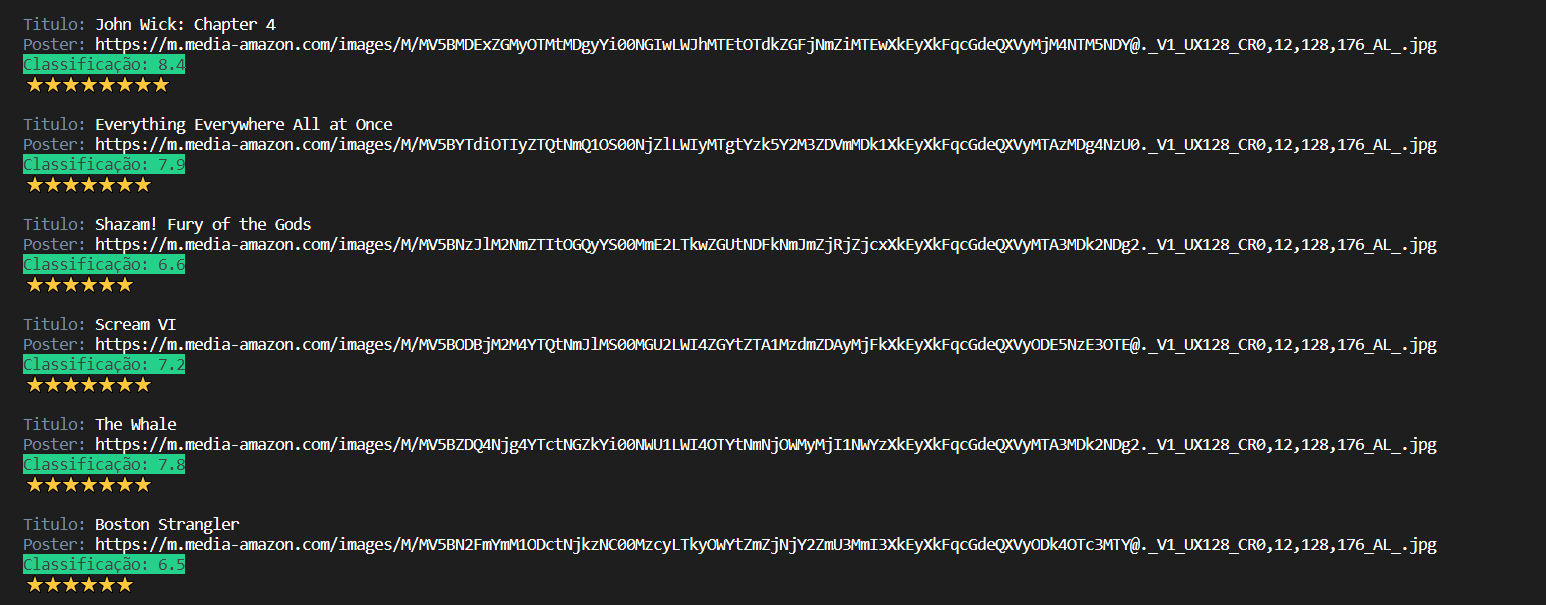 Titulo: John Wick: Chapter 4
Poster: https://m.media-amazon.com/images/M/MV5BMDExZGMyOTMtMDgyYi00NGIwLWJhMTEtOTdkZGFjNmZiMTEwXkEyXkFqcGdeQXVyMjM4NTM5NDY@._V1_UX128_CR0,12,128,176_AL_.jpg
Classificação: 8.4
⭐⭐⭐⭐⭐⭐⭐⭐
Titulo: Everything Everywhere All at Once
Poster: https://m.media-amazon.com/images/M/MV5BYTdiOTIyZTQtNmQ1OS00NjZlLWIyMTgtYzk5Y2M3ZDVmMDk1XkEyXkFqcGdeQXVyMTAzMDg4NzU0._V1_UX128_CR0,12,128,176_AL_.jpg
Classificação: 7.9
⭐⭐⭐⭐⭐⭐⭐
Titulo: Shazam! Fury of the Gods
Poster: https://m.media-amazon.com/images/M/MV5BNzJlM2NmZTItOGQyYS00MmE2LTkwZGUtNDFkNmJmZjRjZjcxXkEyXkFqcGdeQXVyMTA3MDk2NDg2._V1_UX128_CR0,12,128,176_AL_.jpg
Classificação: 6.6
⭐⭐⭐⭐⭐⭐
Titulo: Scream VI
Poster: https://m.media-amazon.com/images/M/MV5BODBjM2M4YTQtNmJlMS00MGU2LWI4ZGYtZTA1MzdmZDAyMjFkXkEyXkFqcGdeQXVyODE5NzE3OTE@._V1_UX128_CR0,12,128,176_AL_.jpg
Classificação: 7.2
⭐⭐⭐⭐⭐⭐⭐
Titulo: The Whale
Poster: https://m.media-amazon.com/images/M/MV5BZDQ4Njg4YTctNGZkYi00NWU1LWI4OTYtNmNjOWMyMjI1NWYzXkEyXkFqcGdeQXVyMTA3MDk2NDg2._V1_UX128_CR0,12,128,176_AL_.jpg
Classificação: 7.8
⭐⭐⭐⭐⭐⭐⭐
Titulo: Boston Strangler
Poster: https://m.media-amazon.com/images/M/MV5BN2FmYmM1ODctNjkzNC00MzcyLTkyOWYtZmZjNjY2ZmU3MmI3XkEyXkFqcGdeQXVyODk4OTc3MTY@._V1_UX128_CR0,12,128,176_AL_.jpg
Classificação: 6.5
⭐⭐⭐⭐⭐⭐